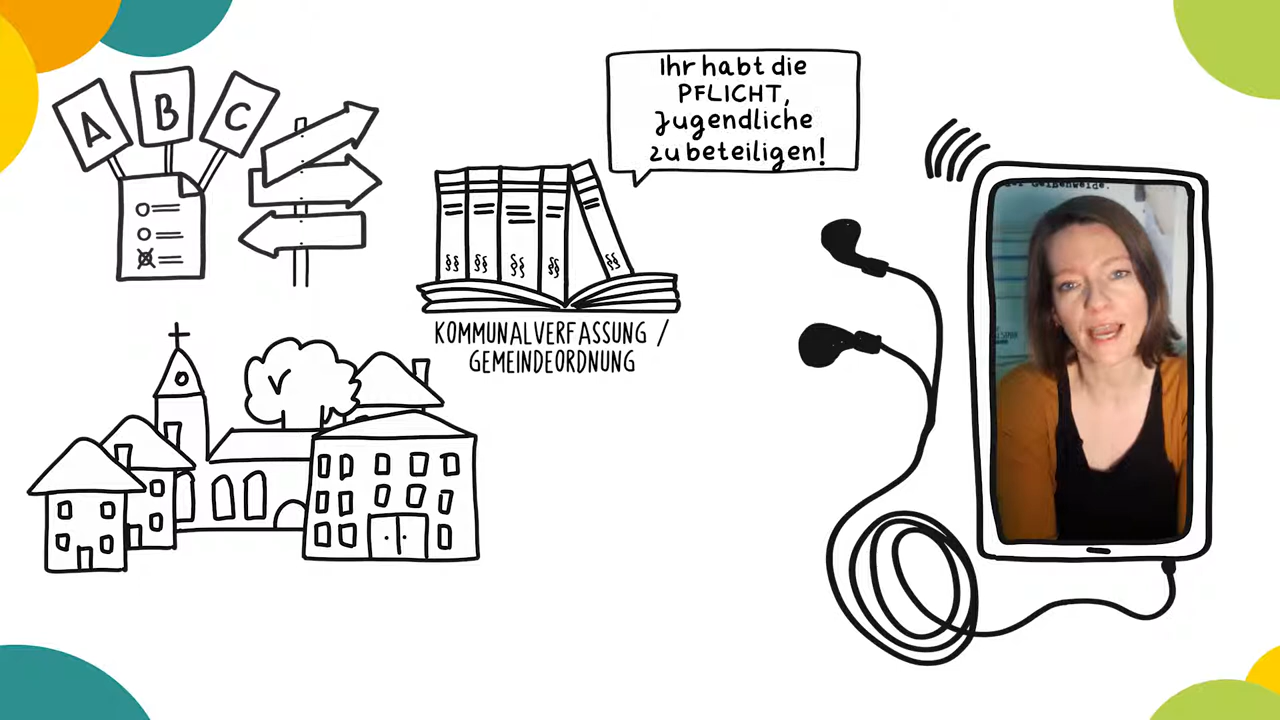 A
B
C
Ihr habt die
PFLICHT,
Jugendliche
zu beteiligen!
§§ §§ §§ §§ §§
KOMMUNALVERFASSUNG /
GEMEINDEORDNUNG